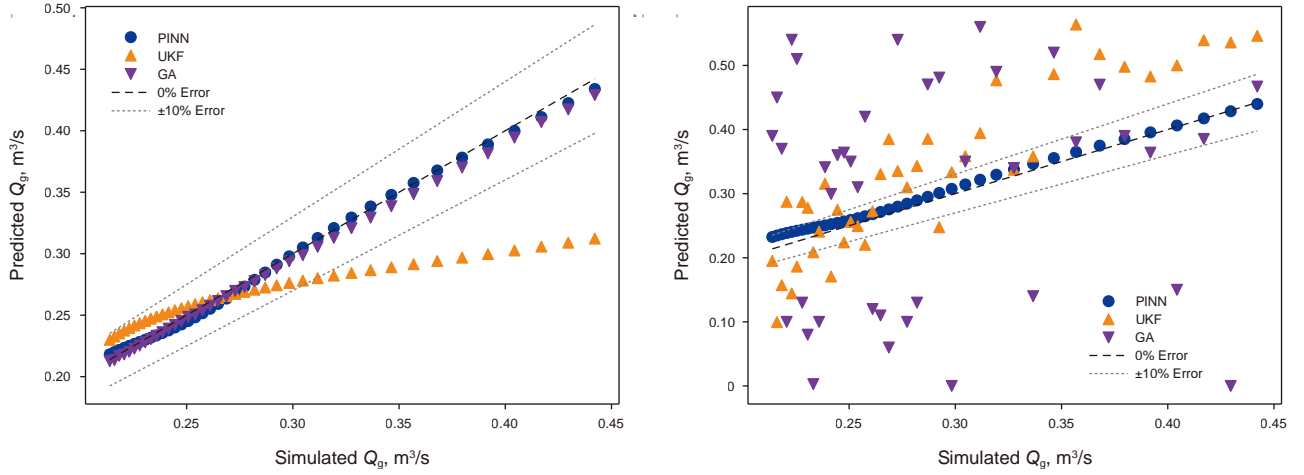 0.50
0.45
0.40
0.35
0.30
0.25
0.20
Predicted Qg, m³/s
PINN
UKF
GA
0% Error
±10% Error
0.25
0.30
0.35
0.40
0.45
Simulated Qg, m³/s
0.50
0.40
0.30
0.20
0.10
0
Predicted Qg, m³/s
PINN
UKF
GA
0% Error
±10% Error
0.25
0.30
0.35
0.40
0.45
Simulated Qg, m³/s